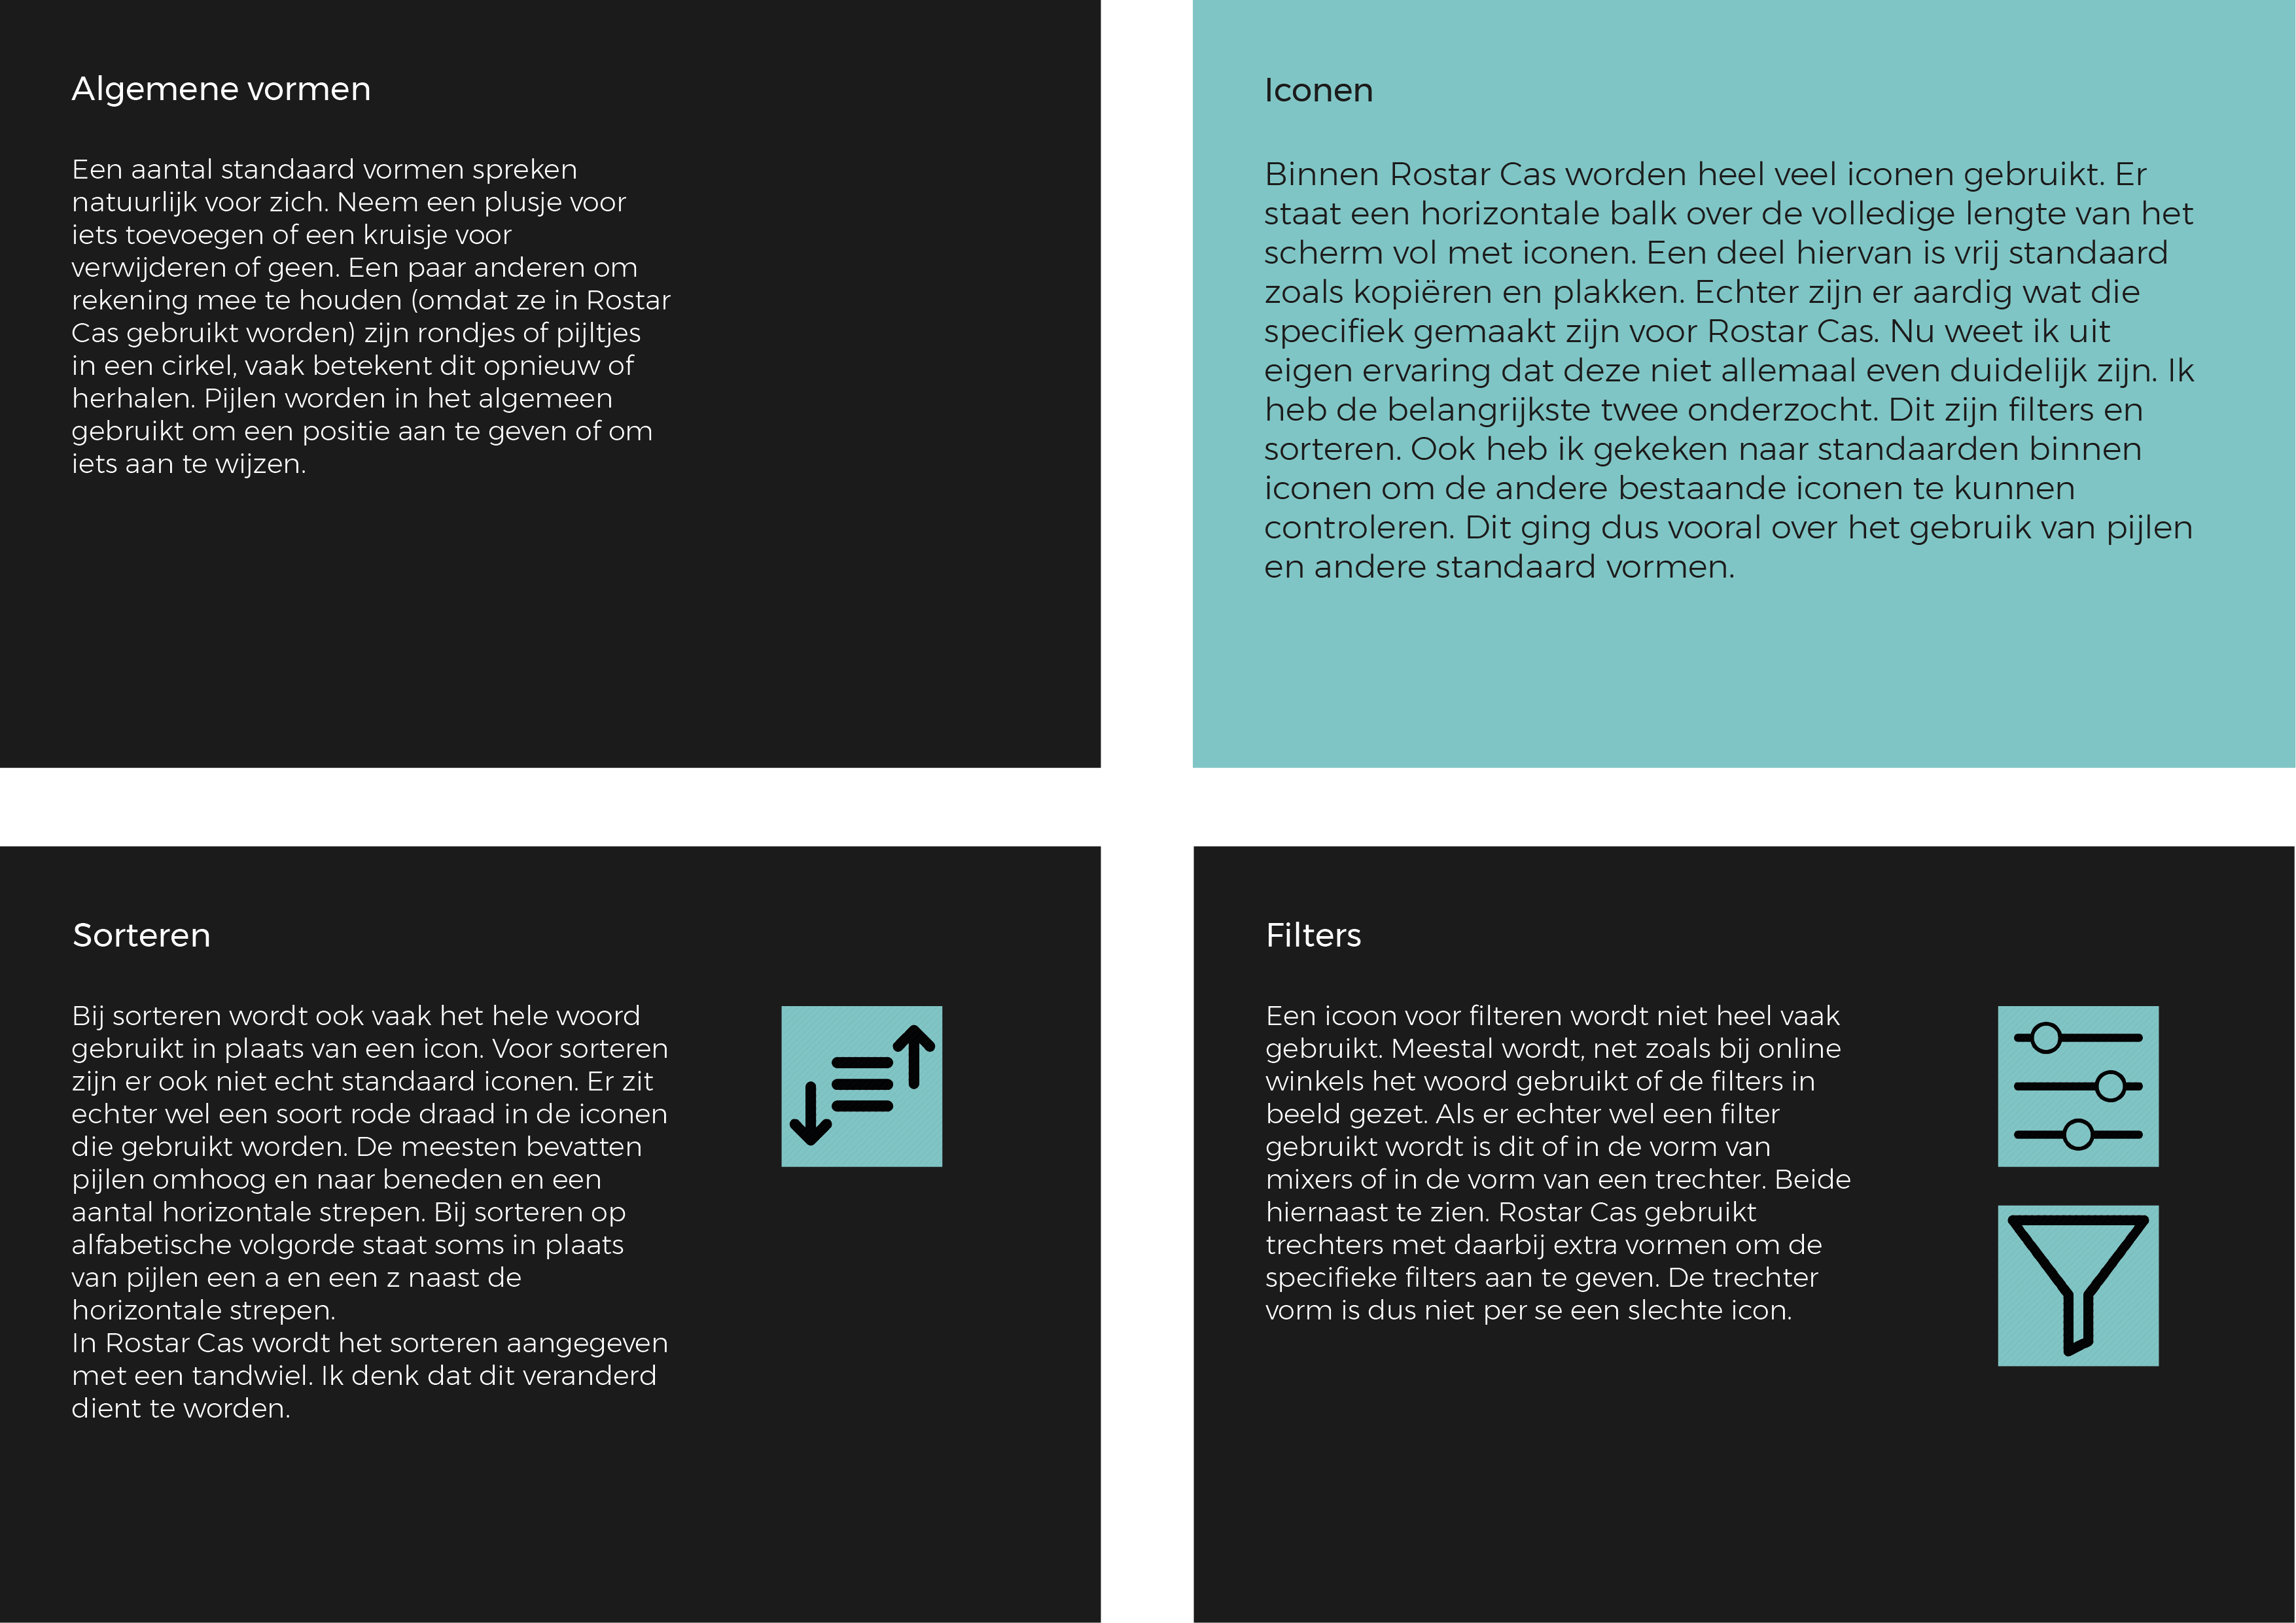 Algemene vormen
Een aantal standaard vormen spreken
natuurlijk voor zich. Neem een plusje voor
iets toevoegen of een kruisje voor
verwijderen of geen. Een paar anderen om
rekening mee te houden (omdat ze in Rostar
Cas gebruikt worden) zijn rondjes of pijltjes
in een cirkel, vaak betekent dit opnieuw of
herhalen. Pijlen worden in het algemeen
gebruikt om een positie aan te geven of om
iets aan te wijzen.
Iconen
Binnen Rostar Cas worden heel veel iconen gebruikt. Er
staat een horizontale balk over de volledige lengte van het
scherm vol met iconen. Een deel hiervan is vrij standaard
zoals kopiëren en plakken. Echter zijn er aardig wat die
specifiek gemaakt zijn voor Rostar Cas. Nu weet ik uit
eigen ervaring dat deze niet allemaal even duidelijk zijn. Ik
heb de belangrijkste twee onderzocht. Dit zijn filters en
sorteren. Ook heb ik gekeken naar standaarden binnen
iconen om de andere bestaande iconen te kunnen
controleren. Dit ging dus vooral over het gebruik van pijlen
en andere standaard vormen.
Sorteren
Bij sorteren wordt ook vaak het hele woord
gebruikt in plaats van een icon. Voor sorteren
zijn er ook niet echt standaard iconen. Er zit
echter wel een soort rode draad in de iconen
die gebruikt worden. De meesten bevatten
pijlen omhoog en naar beneden en een
aantal horizontale strepen. Bij sorteren op
alfabetische volgorde staat soms in plaats
van pijlen een a en een z naast de
horizontale strepen.
In Rostar Cas wordt het sorteren aangegeven
met een tandwiel. Ik denk dat dit veranderd
dient te worden.
Filters
Een icoon voor filteren wordt niet heel vaak
gebruikt. Meestal wordt, net zoals bij online
winkels het woord gebruikt of de filters in
beeld gezet. Als er echter wel een filter
gebruikt wordt is dit of in de vorm van
mixers of in de vorm van een trechter. Beide
hiernaast te zien. Rostar Cas gebruikt
trechters met daarbij extra vormen om de
specifieke filters aan te geven. De trechter
vorm is dus niet per se een slechte icon.